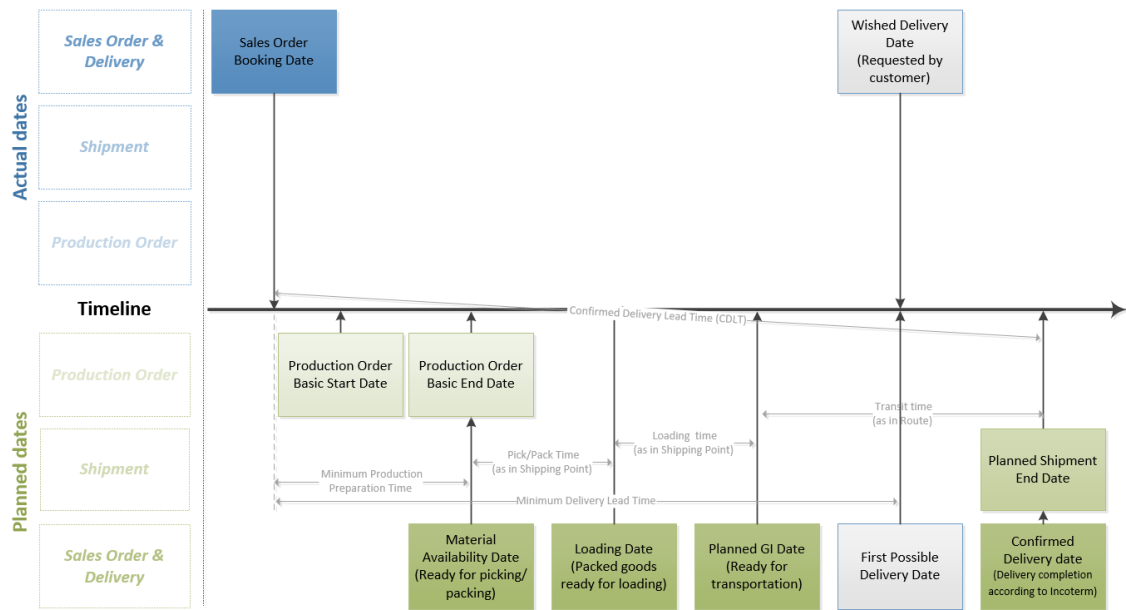 Actual dates
Sales Order &
Delivery
Shipment
Production Order
Sales Order
Booking Date
Wished Delivery
Date
(Requested by
customer)
Timeline
Confirmed Delivery Lead Time (CDLT)
Planned dates
Production Order
Shipment
Sales Order &
Delivery
Production Order
Basic Start Date
Production Order
Basic End Date
Transit time
(as in Route)
Loading time
(as in Shipping Point)
Pick/Pack Time
(as in Shipping Point)
Minimum Production
Preparation Time
Minimum Delivery Lead Time
Planned Shipment
End Date
Material
Availability Date
(Ready for picking/
packing)
Loading Date
(Packed goods
ready for loading)
Planned GI Date
(Ready for
transportation)
First Possible
Delivery Date
Confirmed
Delivery date
(Delivery completion
according to Incoterm)